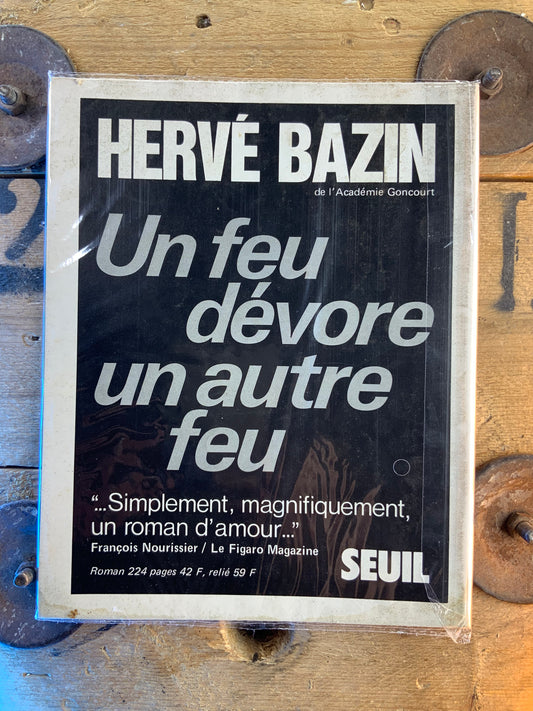 HERVÉ BAZIN
de l'Académie Goncourt
Un feu
dévore
un autre
feu
“...Simplement, magnifiquement,
un roman d'amour...”
François Nourissier / Le Figaro Magazine
Roman 224 pages 42 F, relié 59 F
SEUIL